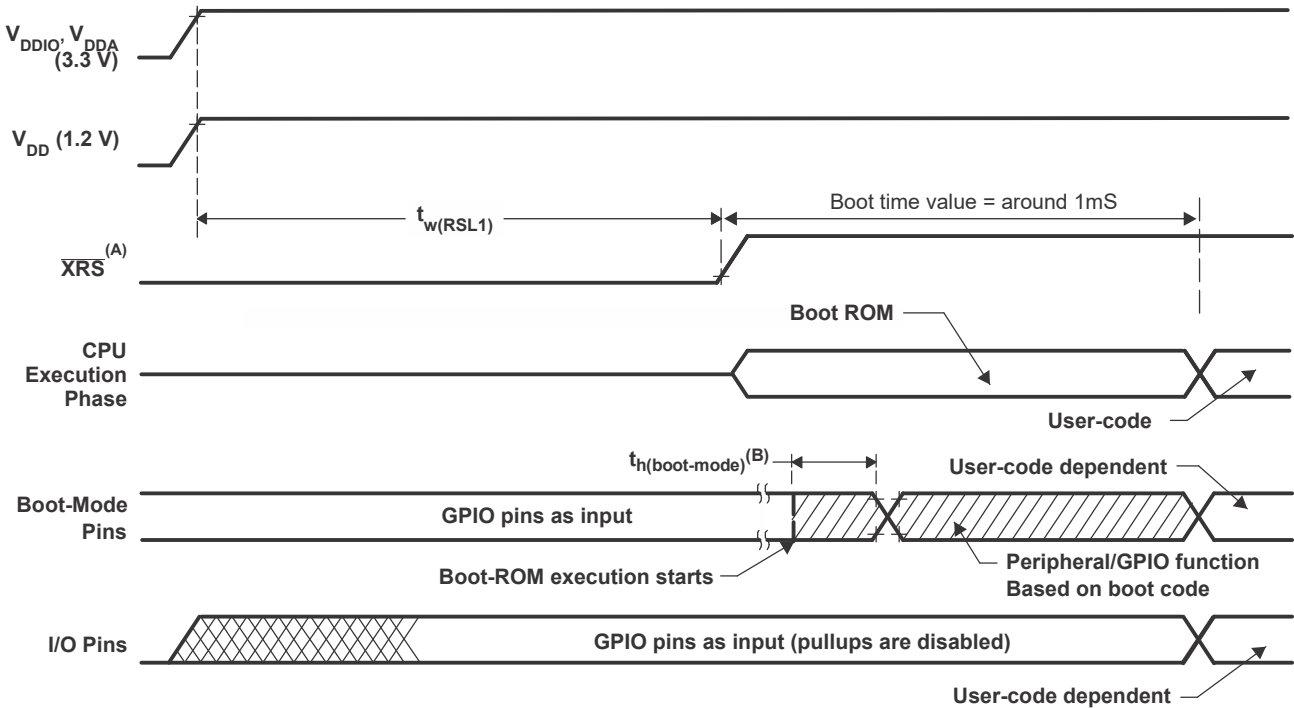 VDDIO, VDDA
(3.3 V)
VDD (1.2 V)
tw(RSL1)
Boot time value = around 1mS
XRS(A)
Boot ROM
CPU
Execution
Phase
User-code
th(boot-mode)(B)
User-code dependent
Boot-Mode
Pins
GPIO pins as input
Boot-ROM execution starts
Peripheral/GPIO function
Based on boot code
I/O Pins
GPIO pins as input (pullups are disabled)
User-code dependent